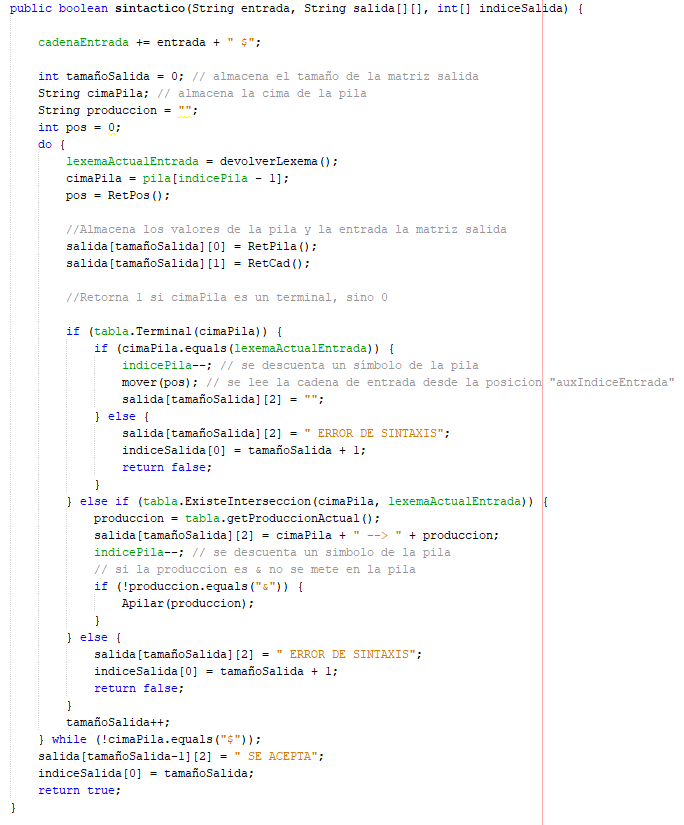 public boolean sintactico(String entrada, String salida[][], int[] indiceSalida) {
cadenaEntrada += entrada + " $";
int tamañoSalida = 0; // almacena el tamaño de la matriz salida
String cimaPila; // almacena la cima de la pila
String produccion = "";
int pos = 0;
do {
lexemaActualEntrada = devolverLexema();
cimaPila = pila[indicePila - 1];
pos = RetPos();
//Almacena los valores de la pila y la entrada la matriz salida
salida[tamañoSalida][0] = RetPila();
salida[tamañoSalida][1] = RetCad();
//Retorna 1 si cimaPila es un terminal, sino 0
if (tabla.Terminal(cimaPila)) {
if (cimaPila.equals(lexemaActualEntrada)) {
indicePila--; // se descuenta un simbolo de la pila
mover(pos); // se lee la cadena de entrada desde la posicion "auxIndiceEntrada"
salida[tamañoSalida][2] = "";
} else {
salida[tamañoSalida][2] = " ERROR DE SINTAXIS";
indiceSalida[0] = tamañoSalida + 1;
return false;
}
} else if (tabla.ExisteInterseccion(cimaPila, lexemaActualEntrada)) {
produccion = tabla.getProduccionActual();
salida[tamañoSalida][2] = cimaPila + " --> " + produccion;
indicePila--; // se descuenta un simbolo de la pila
// si la produccion es & no se mete en la pila
if (!produccion.equals("&")) {
Apilar(produccion);
}
} else {
salida[tamañoSalida][2] = " ERROR DE SINTAXIS";
indiceSalida[0] = tamañoSalida + 1;
return false;
}
tamañoSalida++;
} while (!cimaPila.equals("$"));
salida[tamañoSalida-1][2] = " SE ACEPTA";
indiceSalida[0] = tamañoSalida;
return true;
}